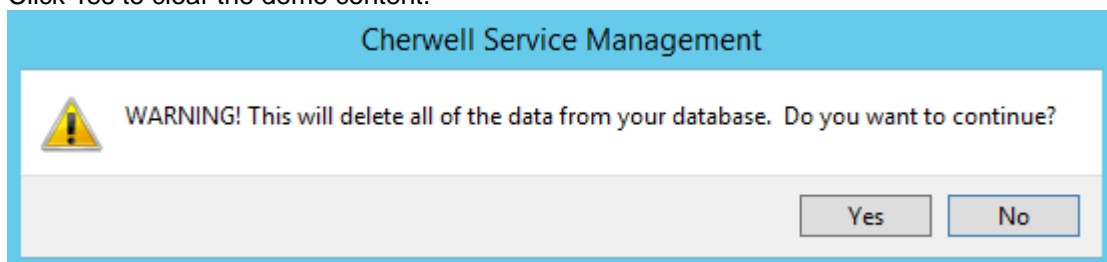 Click Yes to clear the demo content.
Cherwell Service Management
WARNING! This will delete all of the data from your database.  Do you want to continue?
Yes
No